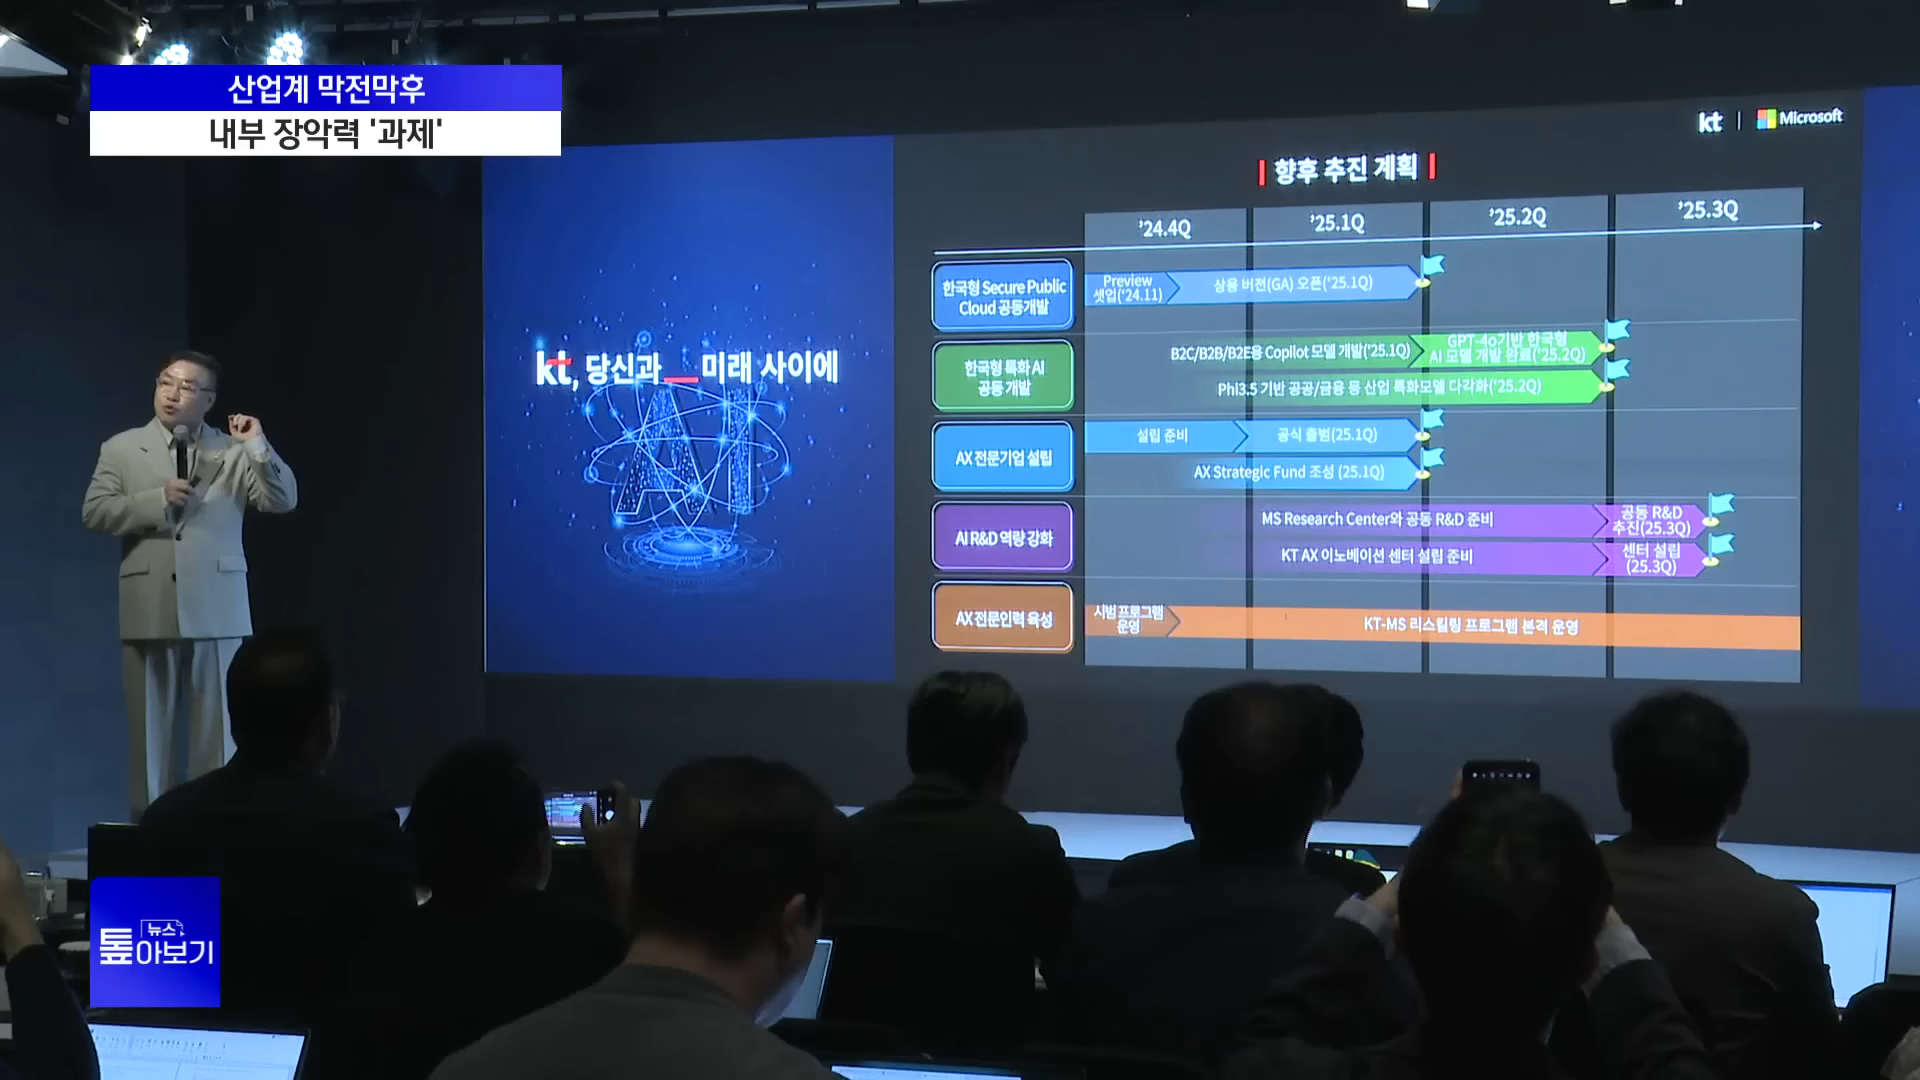 산업계 막전막후
내부 장악력 '과제'
kt | Microsoft
향후 추진 계획
'24.4Q '25.1Q '25.2Q '25.3Q
한국형 Secure Public
Cloud 공동개발
Preview
셋업('24.11)
상용 버전(GA) 오픈('25.1Q)
한국형 특화 AI
공동 개발
B2C/B2B/B2E용 Copilot 모델 개발('25.1Q)
GPT-4o기반 한국형
AI 모델 개발 완료('25.2Q)
Phi3.5 기반 공공/금융 등 산업 특화모델 다각화('25.2Q)
AX 전문기업 설립
설립 준비
공식 출범(25.1Q)
AX Strategic Fund 조성 (25.1Q)
AI R&D 역량 강화
MS Research Center와 공동 R&D 준비
공동 R&D
추진(25.3Q)
KT AX 이노베이션 센터 설립 준비
센터 설립
(25.3Q)
AX 전문인력 육성
시범 프로그램
운영
KT-MS 리스킬링 프로그램 본격 운영
kt, 당신과 __ 미래 사이에
AI
뉴스
톺아보기